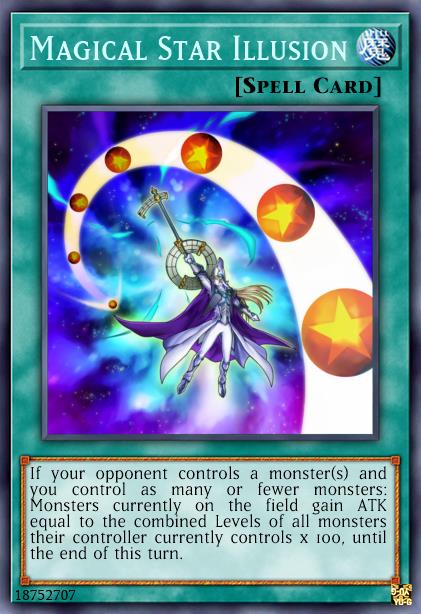 Magical Star Illusion 魔
[Spell Card]
If your opponent controls a monster(s) and
you control as many or fewer monsters:
Monsters currently on the field gain ATK
equal to the combined Levels of all monsters
their controller currently controls x 100, until
the end of this turn.
18752707